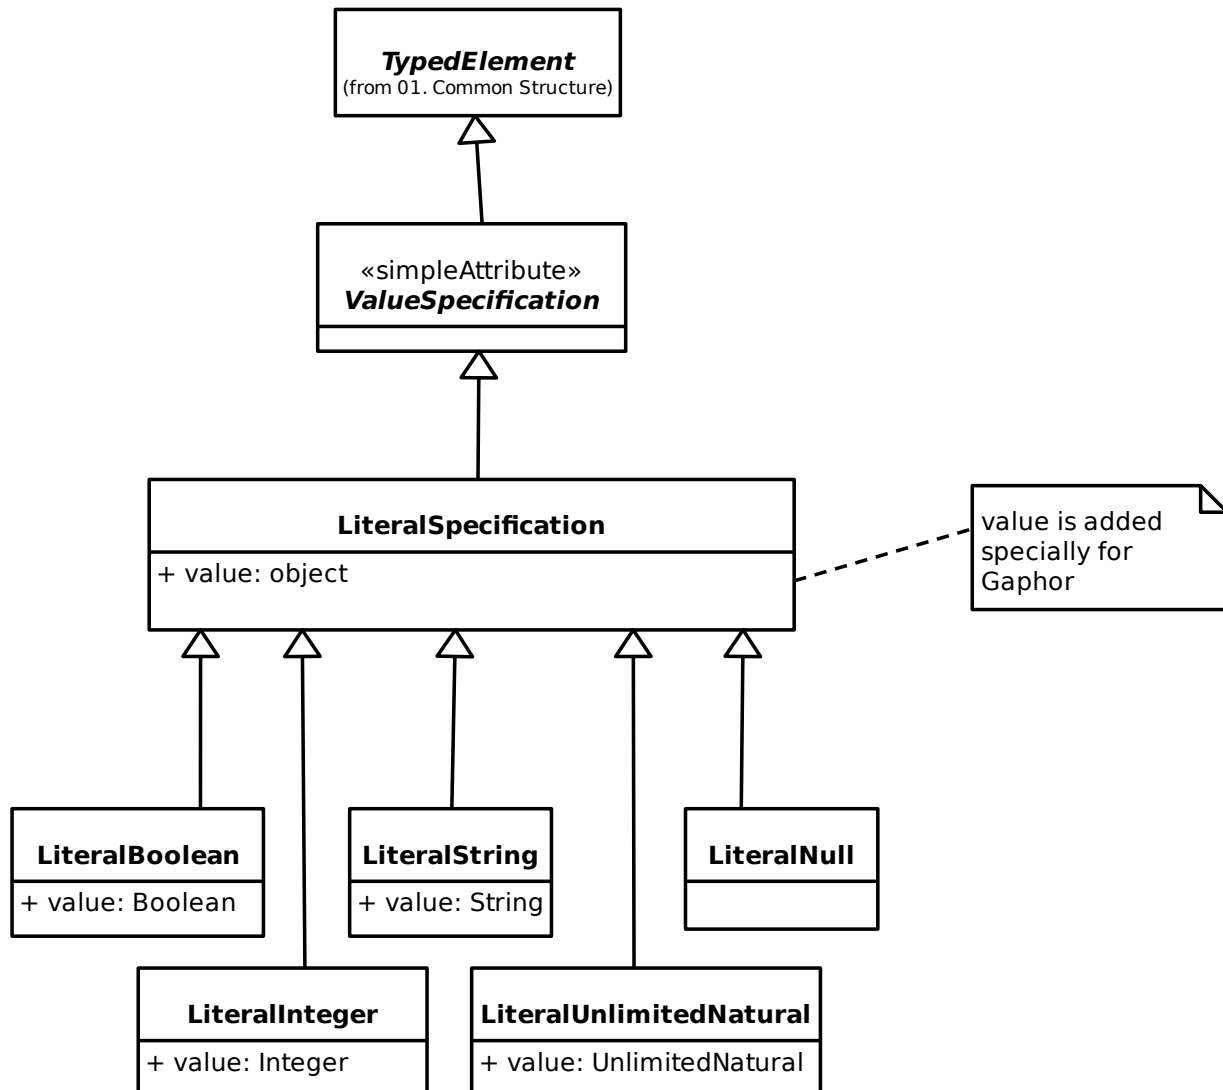 TypedElement
(from 01. Common Structure)
«simpleAttribute»
ValueSpecification
LiteralSpecification
+ value: object
value is added
specially for
Gaphor
LiteralBoolean
+ value: Boolean
LiteralString
+ value: String
LiteralNull
LiteralInteger
+ value: Integer
LiteralUnlimitedNatural
+ value: UnlimitedNatural